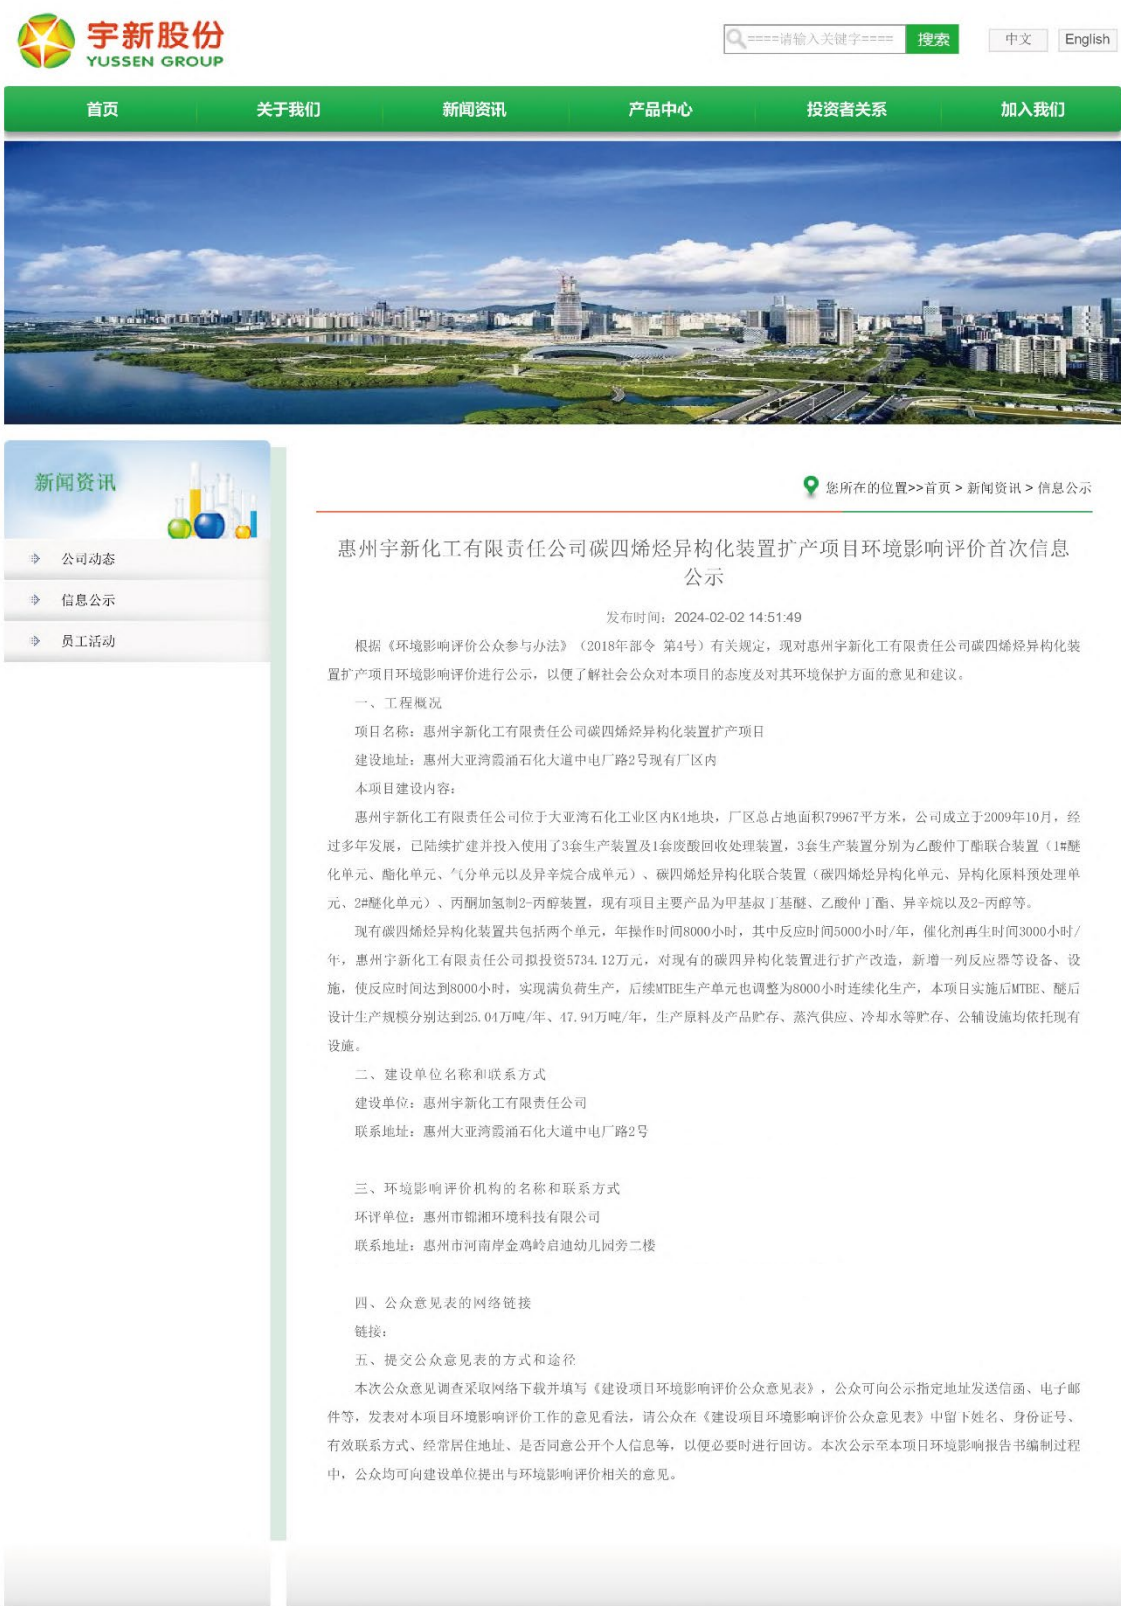 宇新股份
YUSSEN GROUP
====请输入关键字====
搜索
中文
English
首页
关于我们
新闻资讯
产品中心
投资者关系
加入我们
新闻资讯
公司动态
信息公示
员工活动
您所在的位置>>首页 > 新闻资讯 > 信息公示
惠州宇新化工有限责任公司碳四烯烃异构化装置扩产项目环境影响评价首次信息
公示
发布时间：2024-02-02 14:51:49
根据《环境影响评价公众参与办法》（2018年部令 第4号）有关规定，现对惠州宇新化工有限责任公司碳四烯烃异构化装
置扩产项目环境影响评价进行公示，以便了解社会公众对本项目的态度及对其环境保护方面的意见和建议。
一、工程概况
项目名称：惠州宇新化工有限责任公司碳四烯烃异构化装置扩产项目
建设地址：惠州大亚湾霞涌石化大道中电厂路2号现有厂区内
本项目建设内容：
惠州宇新化工有限责任公司位于大亚湾石化工业区内K4地块，厂区总占地面积79967平方米，公司成立于2009年10月，经
过多年发展，已陆续扩建并投入使用了3套生产装置及1套废酸回收处理装置，3套生产装置分别为乙酸仲丁酯联合装置（1#醚
化单元、酯化单元、气分单元以及异辛烷合成单元）、碳四烯烃异构化联合装置（碳四烯烃异构化单元、异构化原料预处理单
元、2#醚化单元）、丙酮加氢制2-丙醇装置，现有项目主要产品为甲基叔丁基醚、乙酸仲丁酯、异辛烷以及2-丙醇等。
现有碳四烯烃异构化装置共包括两个单元，年操作时间8000小时，其中反应时间5000小时/年，催化剂再生时间3000小时/
年，惠州宇新化工有限责任公司拟投资5734.12万元，对现有的碳四异构化装置进行扩产改造，新增一列反应器等设备、设
施，使反应时间达到8000小时，实现满负荷生产，后续MTBE生产单元也调整为8000小时连续化生产，本项目实施后MTBE、醚后
设计生产规模分别达到25.04万吨/年、47.94万吨/年，生产原料及产品贮存、蒸汽供应、冷却水等贮存、公辅设施均依托现有
设施。
二、建设单位名称和联系方式
建设单位：惠州宇新化工有限责任公司
联系地址：惠州大亚湾霞涌石化大道中电厂路2号
三、环境影响评价机构的名称和联系方式
环评单位：惠州市锦湘环境科技有限公司
联系地址：惠州市河南岸金鸡岭启迪幼儿园旁二楼
四、公众意见表的网络链接
链接：
五、提交公众意见表的方式和途径
本次公众意见调查采取网络下载并填写《建设项目环境影响评价公众意见表》，公众可向公示指定地址发送信函、电子邮
件等，发表对本项目环境影响评价工作的意见看法，请公众在《建设项目环境影响评价公众意见表》中留下姓名、身份证号、
有效联系方式、经常居住地址、是否同意公开个人信息等，以便必要时进行回访。本次公示至本项目环境影响报告书编制过程
中，公众均可向建设单位提出与环境影响评价相关的意见。